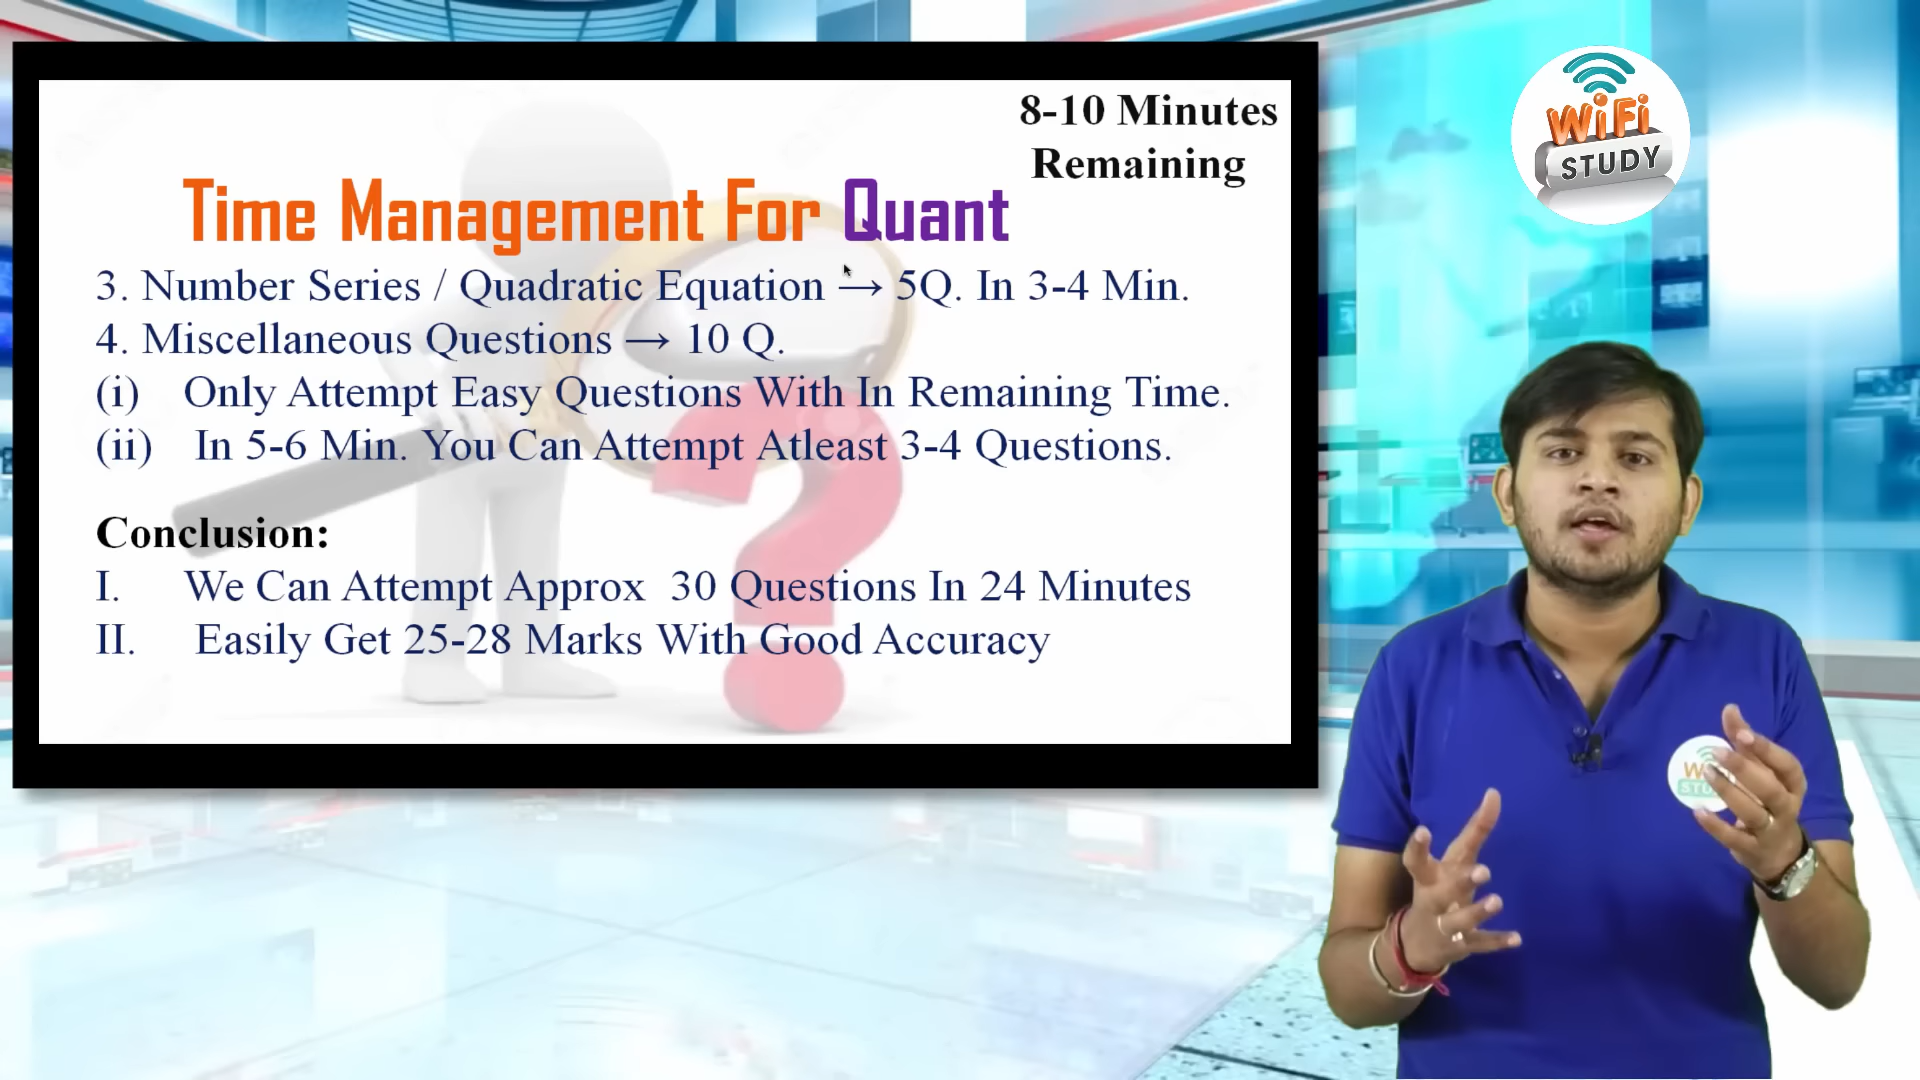 8-10 Minutes
Remaining
Time Management For Quant
3. Number Series / Quadratic Equation → 5Q. In 3-4 Min.
4. Miscellaneous Questions → 10 Q.
(i) Only Attempt Easy Questions With In Remaining Time.
(ii) In 5-6 Min. You Can Attempt Atleast 3-4 Questions.
Conclusion:
I. We Can Attempt Approx 30 Questions In 24 Minutes
II. Easily Get 25-28 Marks With Good Accuracy
WiFi
STUDY